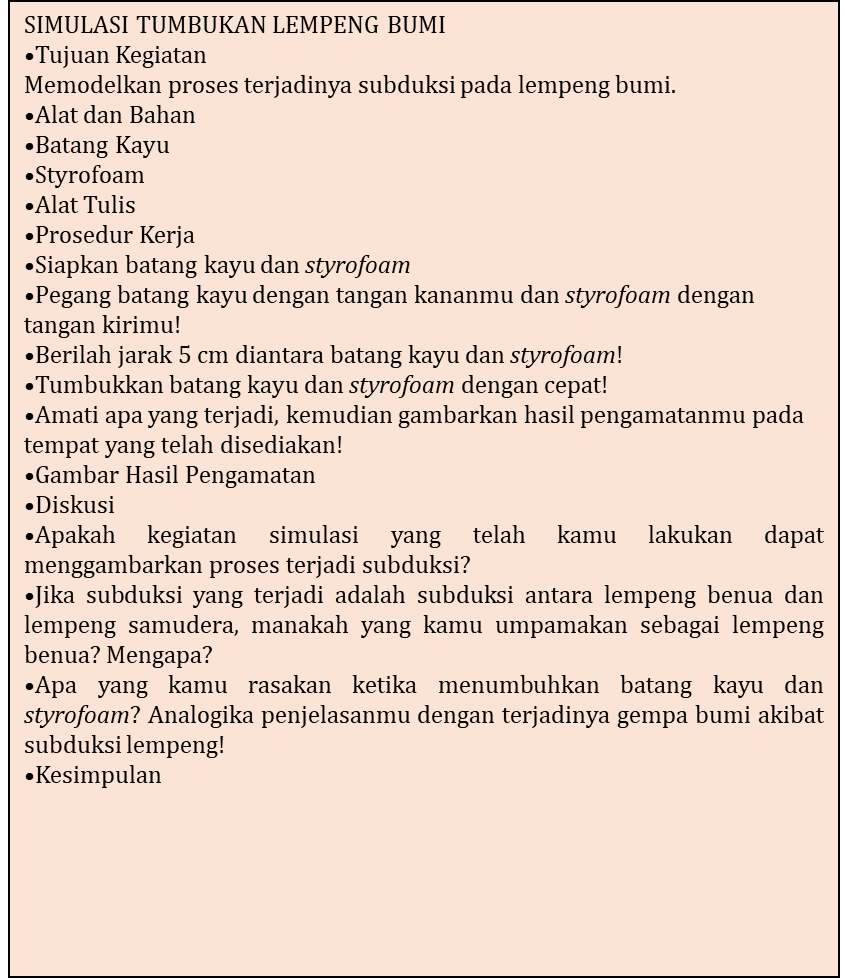 SIMULASI TUMBUKAN LEMPENG BUMI
•Tujuan Kegiatan
Memodelkan proses terjadinya subduksi pada lempeng bumi.
•Alat dan Bahan
•Batang Kayu
•Styrofoam
•Alat Tulis
•Prosedur Kerja
•Siapkan batang kayu dan styrofoam
•Pegang batang kayu dengan tangan kananmu dan styrofoam dengan
tangan kirimu!
•Berilah jarak 5 cm diantara batang kayu dan styrofoam!
•Tumbukkan batang kayu dan styrofoam dengan cepat!
•Amati apa yang terjadi, kemudian gambarkan hasil pengamatanmu pada
tempat yang telah disediakan!
•Gambar Hasil Pengamatan
•Diskusi
•Apakah kegiatan simulasi yang telah kamu lakukan dapat
menggambarkan proses terjadi subduksi?
•Jika subduksi yang terjadi adalah subduksi antara lempeng benua dan
lempeng samudera, manakah yang kamu umpamakan sebagai lempeng
benua? Mengapa?
•Apa yang kamu rasakan ketika menumbuhkan batang kayu dan
styrofoam? Analogika penjelasanmu dengan terjadinya gempa bumi akibat
subduksi lempeng!
•Kesimpulan